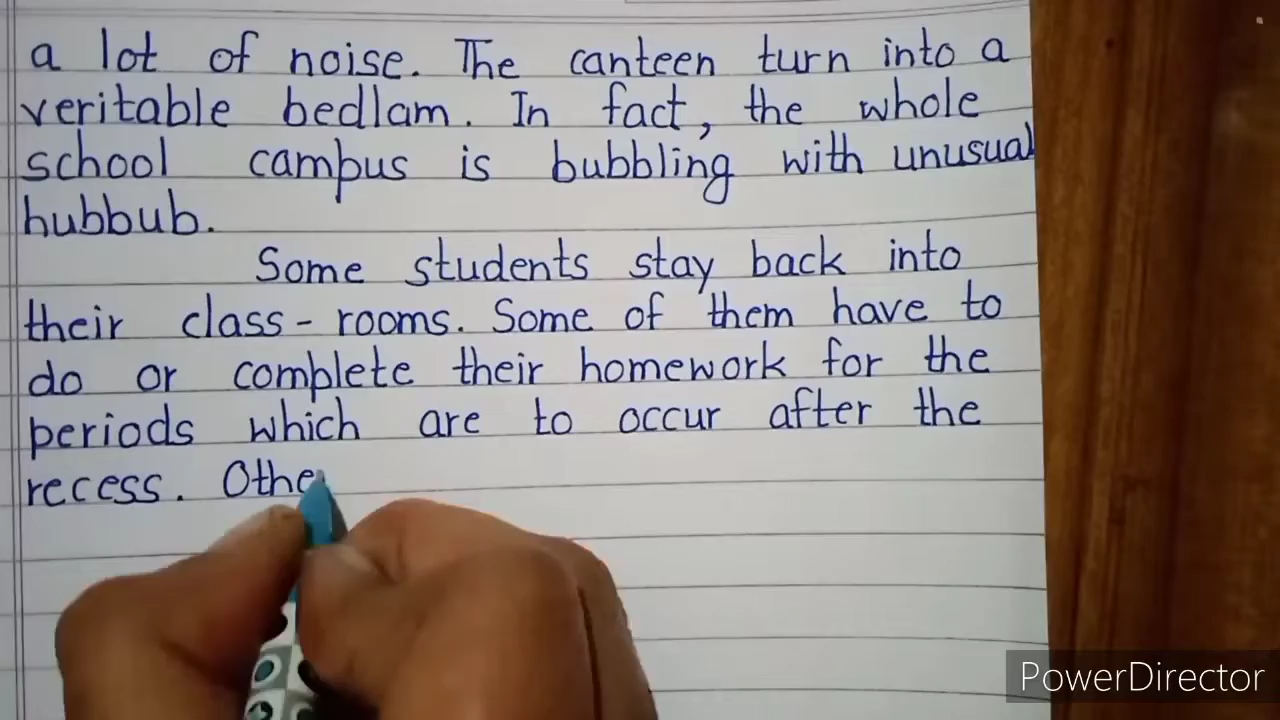 a lot of noise. The canteen turn into a
veritable bedlam. In fact, the whole
school campus is bubbling with unusual
hubbub.
Some students stay back into
their class-rooms. Some of them have to
do or complete their homework for the
periods which are to occur after the
recess. Othe
PowerDirector